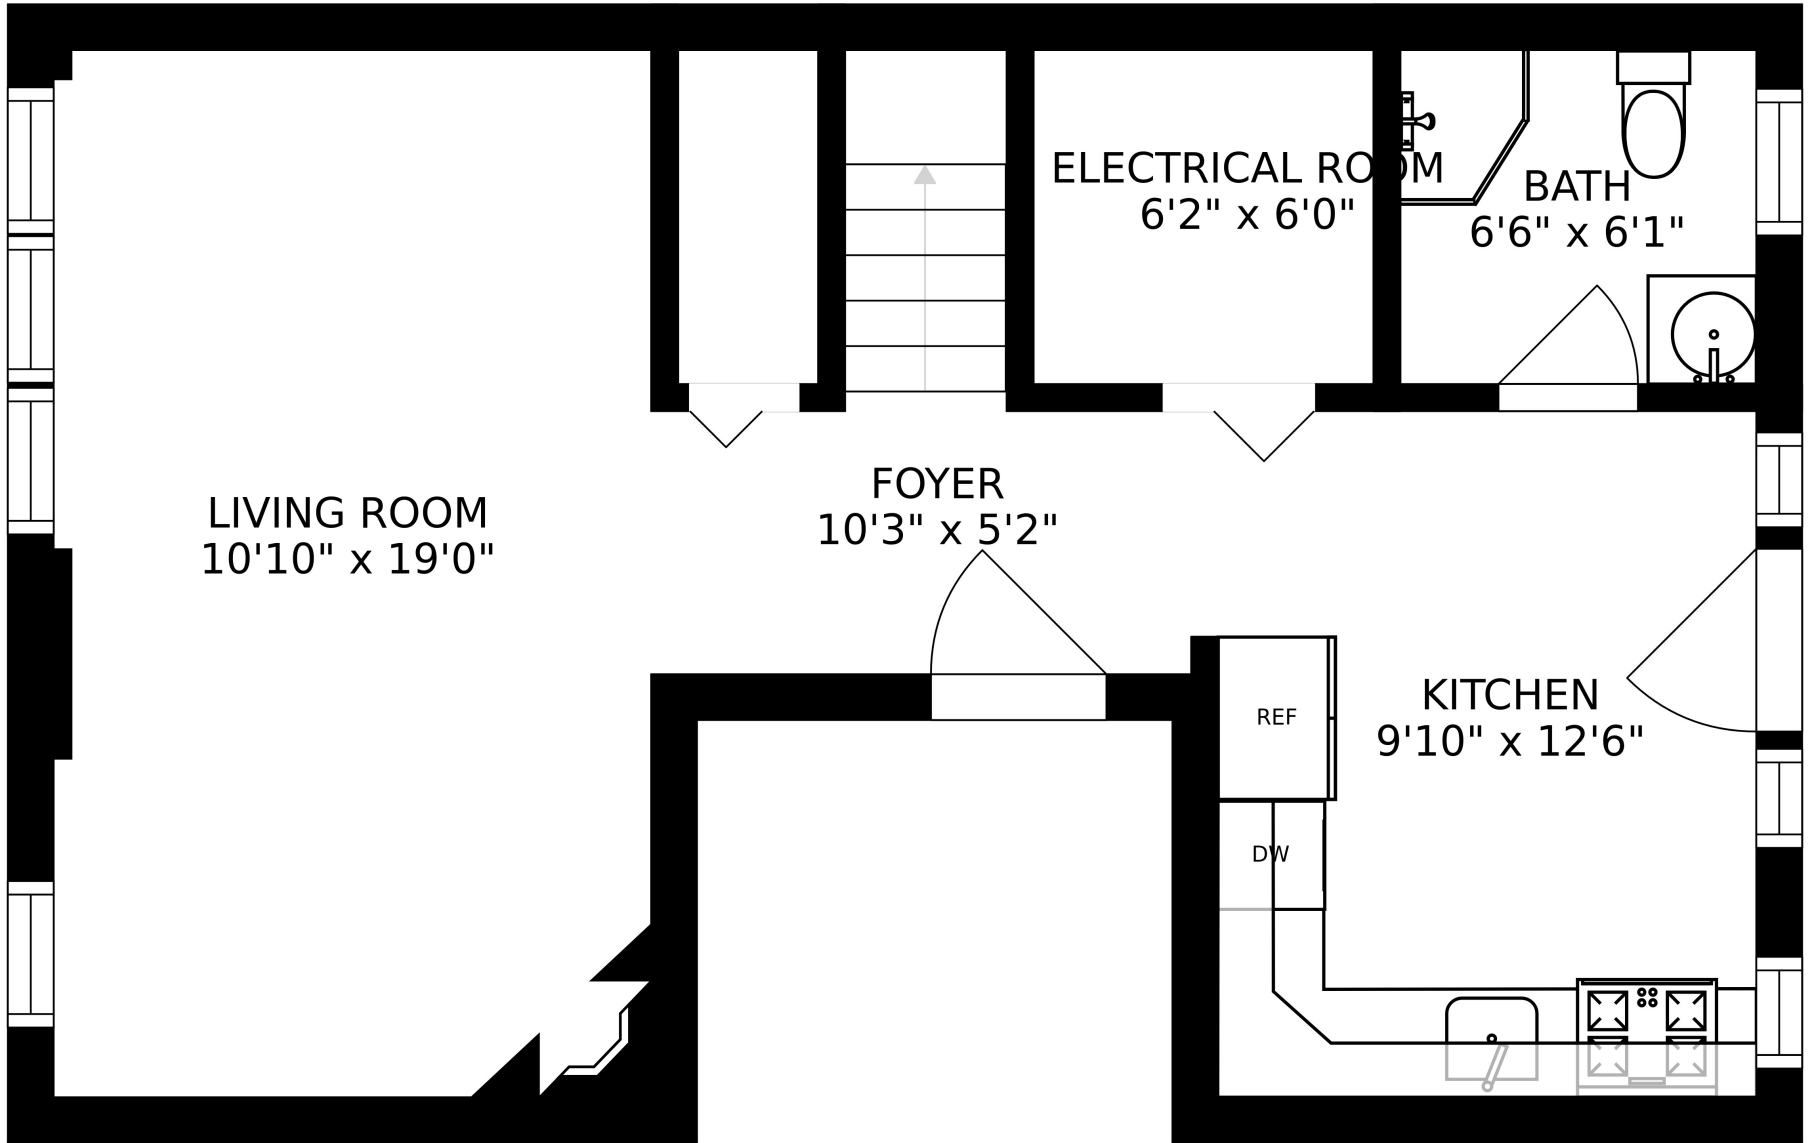 ELECTRICAL ROOM
6'2" x 6'0"
BATH
6'6" x 6'1"
LIVING ROOM
10'10" x 19'0"
FOYER
10'3" x 5'2"
KITCHEN
9'10" x 12'6"
REF
DW